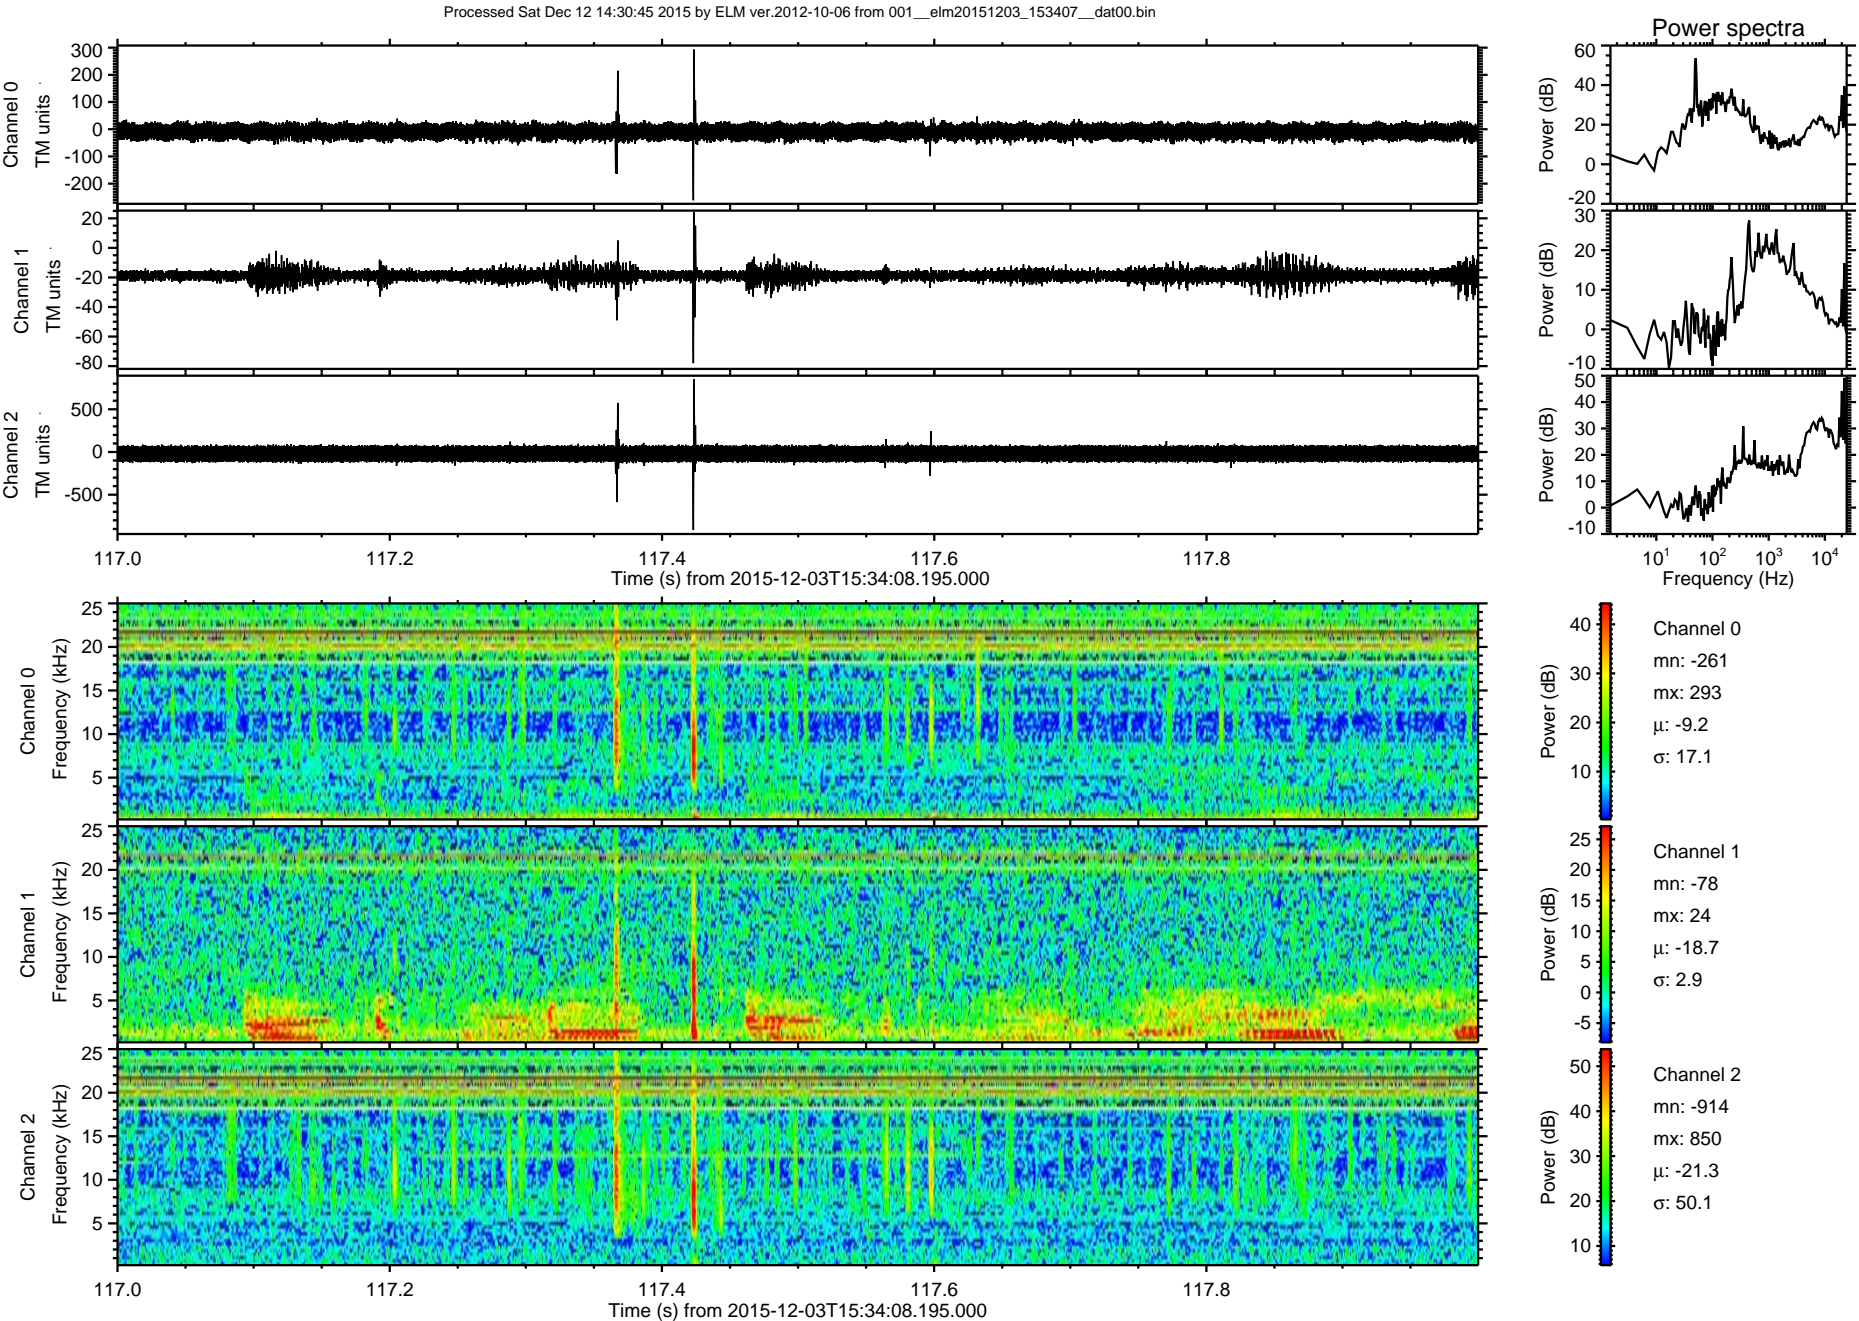 Processed Sat Dec 12 14:30:45 2015 by ELM ver.2012-10-06 from 001__elm20151203_153407__dat00.bin
Power spectra
Channel 0
TM units
300
200
100
0
-100
-200
Power (dB)
60
40
20
0
-20
Channel 1
TM units
20
0
-20
-40
-60
-80
Power (dB)
30
20
10
0
-10
Channel 2
TM units
500
0
-500
Power (dB)
50
40
30
20
10
0
-10
117.0 117.2 117.4 117.6 117.8
Time (s) from 2015-12-03T15:34:08.195.000
10¹ 10² 10³ 10⁴
Frequency (Hz)
Channel 0
Frequency (kHz)
25
20
15
10
5
Power (dB)
40
30
20
10
Channel 0
mn: -261
mx: 293
μ: -9.2
σ: 17.1
Channel 1
Frequency (kHz)
25
20
15
10
5
Power (dB)
25
20
15
10
5
0
-5
Channel 1
mn: -78
mx: 24
μ: -18.7
σ: 2.9
Channel 2
Frequency (kHz)
25
20
15
10
5
Power (dB)
50
40
30
20
10
Channel 2
mn: -914
mx: 850
μ: -21.3
σ: 50.1
117.0 117.2 117.4 117.6 117.8
Time (s) from 2015-12-03T15:34:08.195.000